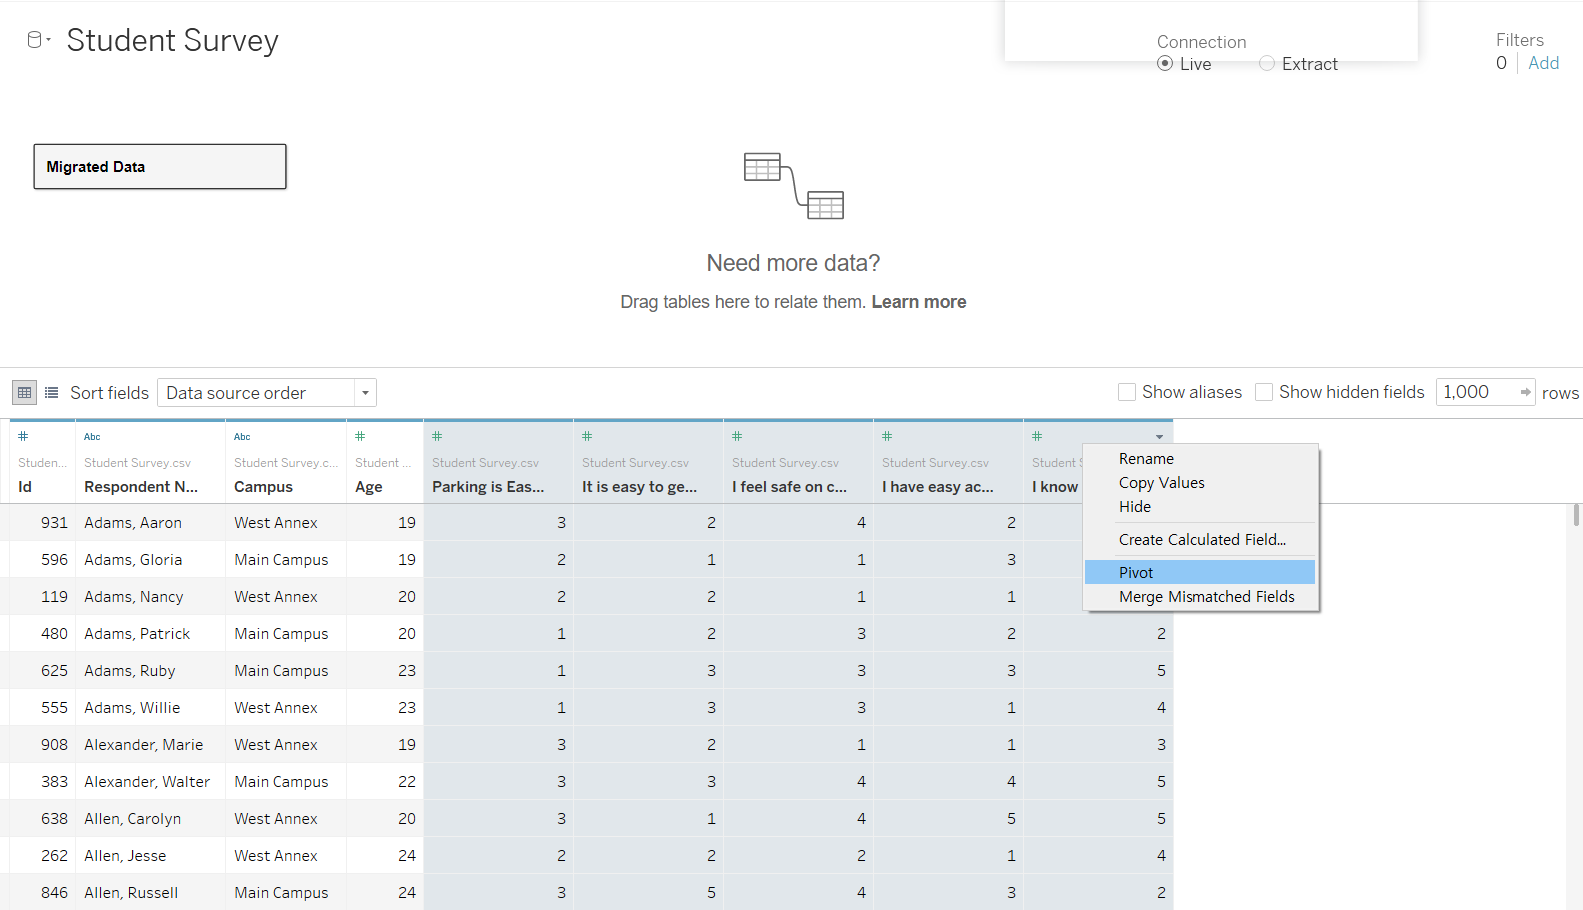 Student Survey
Connection
Live Extract
Filters
0 Add
Migrated Data
Need more data?
Drag tables here to relate them. Learn more
Sort fields Data source order Show aliases Show hidden fields 1,000 rows
# Abc Abc # # # # # #
Studen... Student Survey.csv Student Survey.c... Student ... Student Survey.csv Student Survey.csv Student Survey.csv Student Survey.csv Student
Id Respondent N... Campus Age Parking is Eas... It is easy to ge... I feel safe on c... I have easy ac... I know
Rename
Copy Values
Hide
Create Calculated Field...
Pivot
Merge Mismatched Fields
931 Adams, Aaron West Annex 19 3 2 4 2
596 Adams, Gloria Main Campus 19 2 1 1 3
119 Adams, Nancy West Annex 20 2 2 1 1
480 Adams, Patrick Main Campus 20 1 2 3 2 2
625 Adams, Ruby Main Campus 23 1 3 3 3 5
555 Adams, Willie West Annex 23 1 3 3 1 4
908 Alexander, Marie West Annex 19 3 2 1 1 3
383 Alexander, Walter Main Campus 22 3 3 4 4 5
638 Allen, Carolyn West Annex 20 3 1 4 5 5
262 Allen, Jesse West Annex 24 2 2 2 1 4
846 Allen, Russell Main Campus 24 3 5 4 3 2